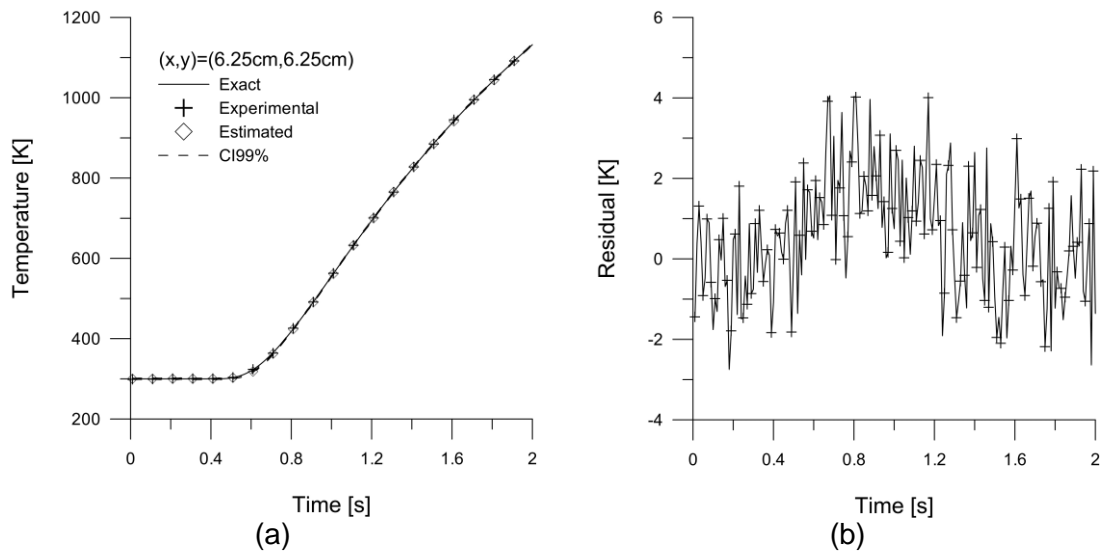 1200
1000
800
600
400
200
Temperature [K]
(x,y)=(6.25cm,6.25cm)
Exact
Experimental
Estimated
CI99%
0 0.4 0.8 1.2 1.6 2
Time [s]
(a)
6
4
2
0
-2
-4
Residual [K]
0 0.4 0.8 1.2 1.6 2
Time [s]
(b)